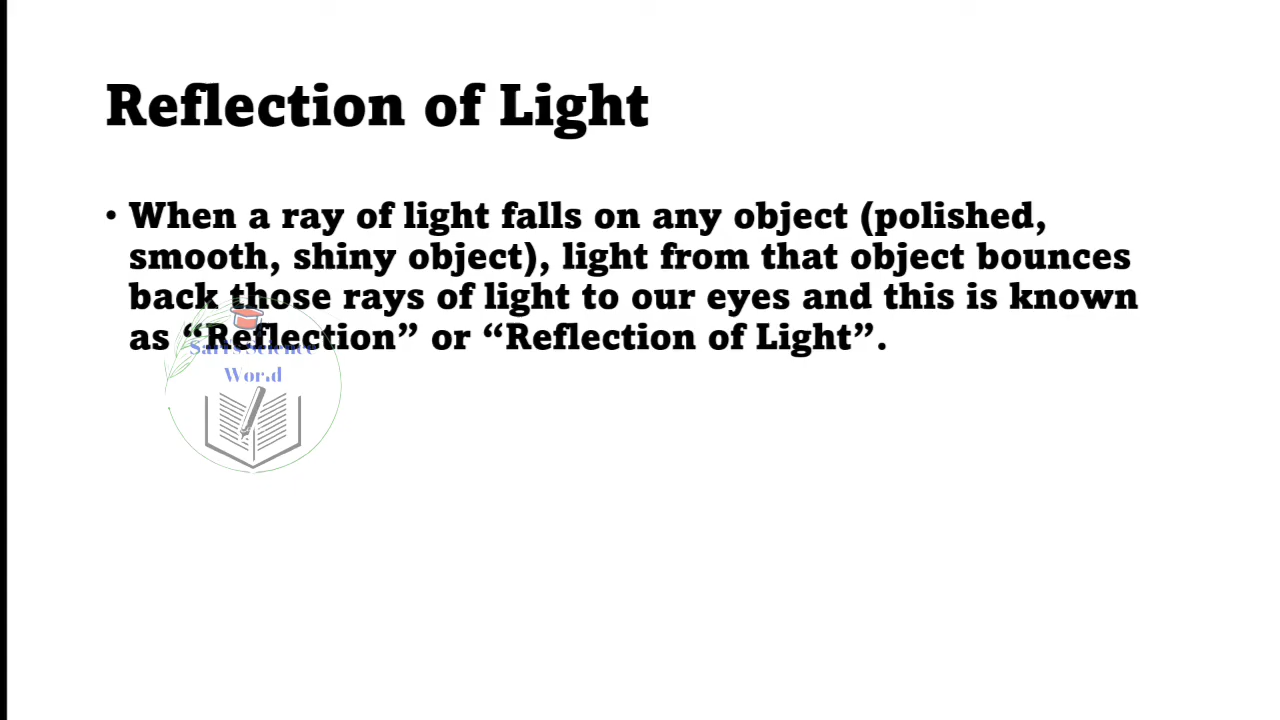 Reflection of Light
• When a ray of light falls on any object (polished,
smooth, shiny object), light from that object bounces
back those rays of light to our eyes and this is known
as “Reflection” or “Reflection of Light”.
Science
World